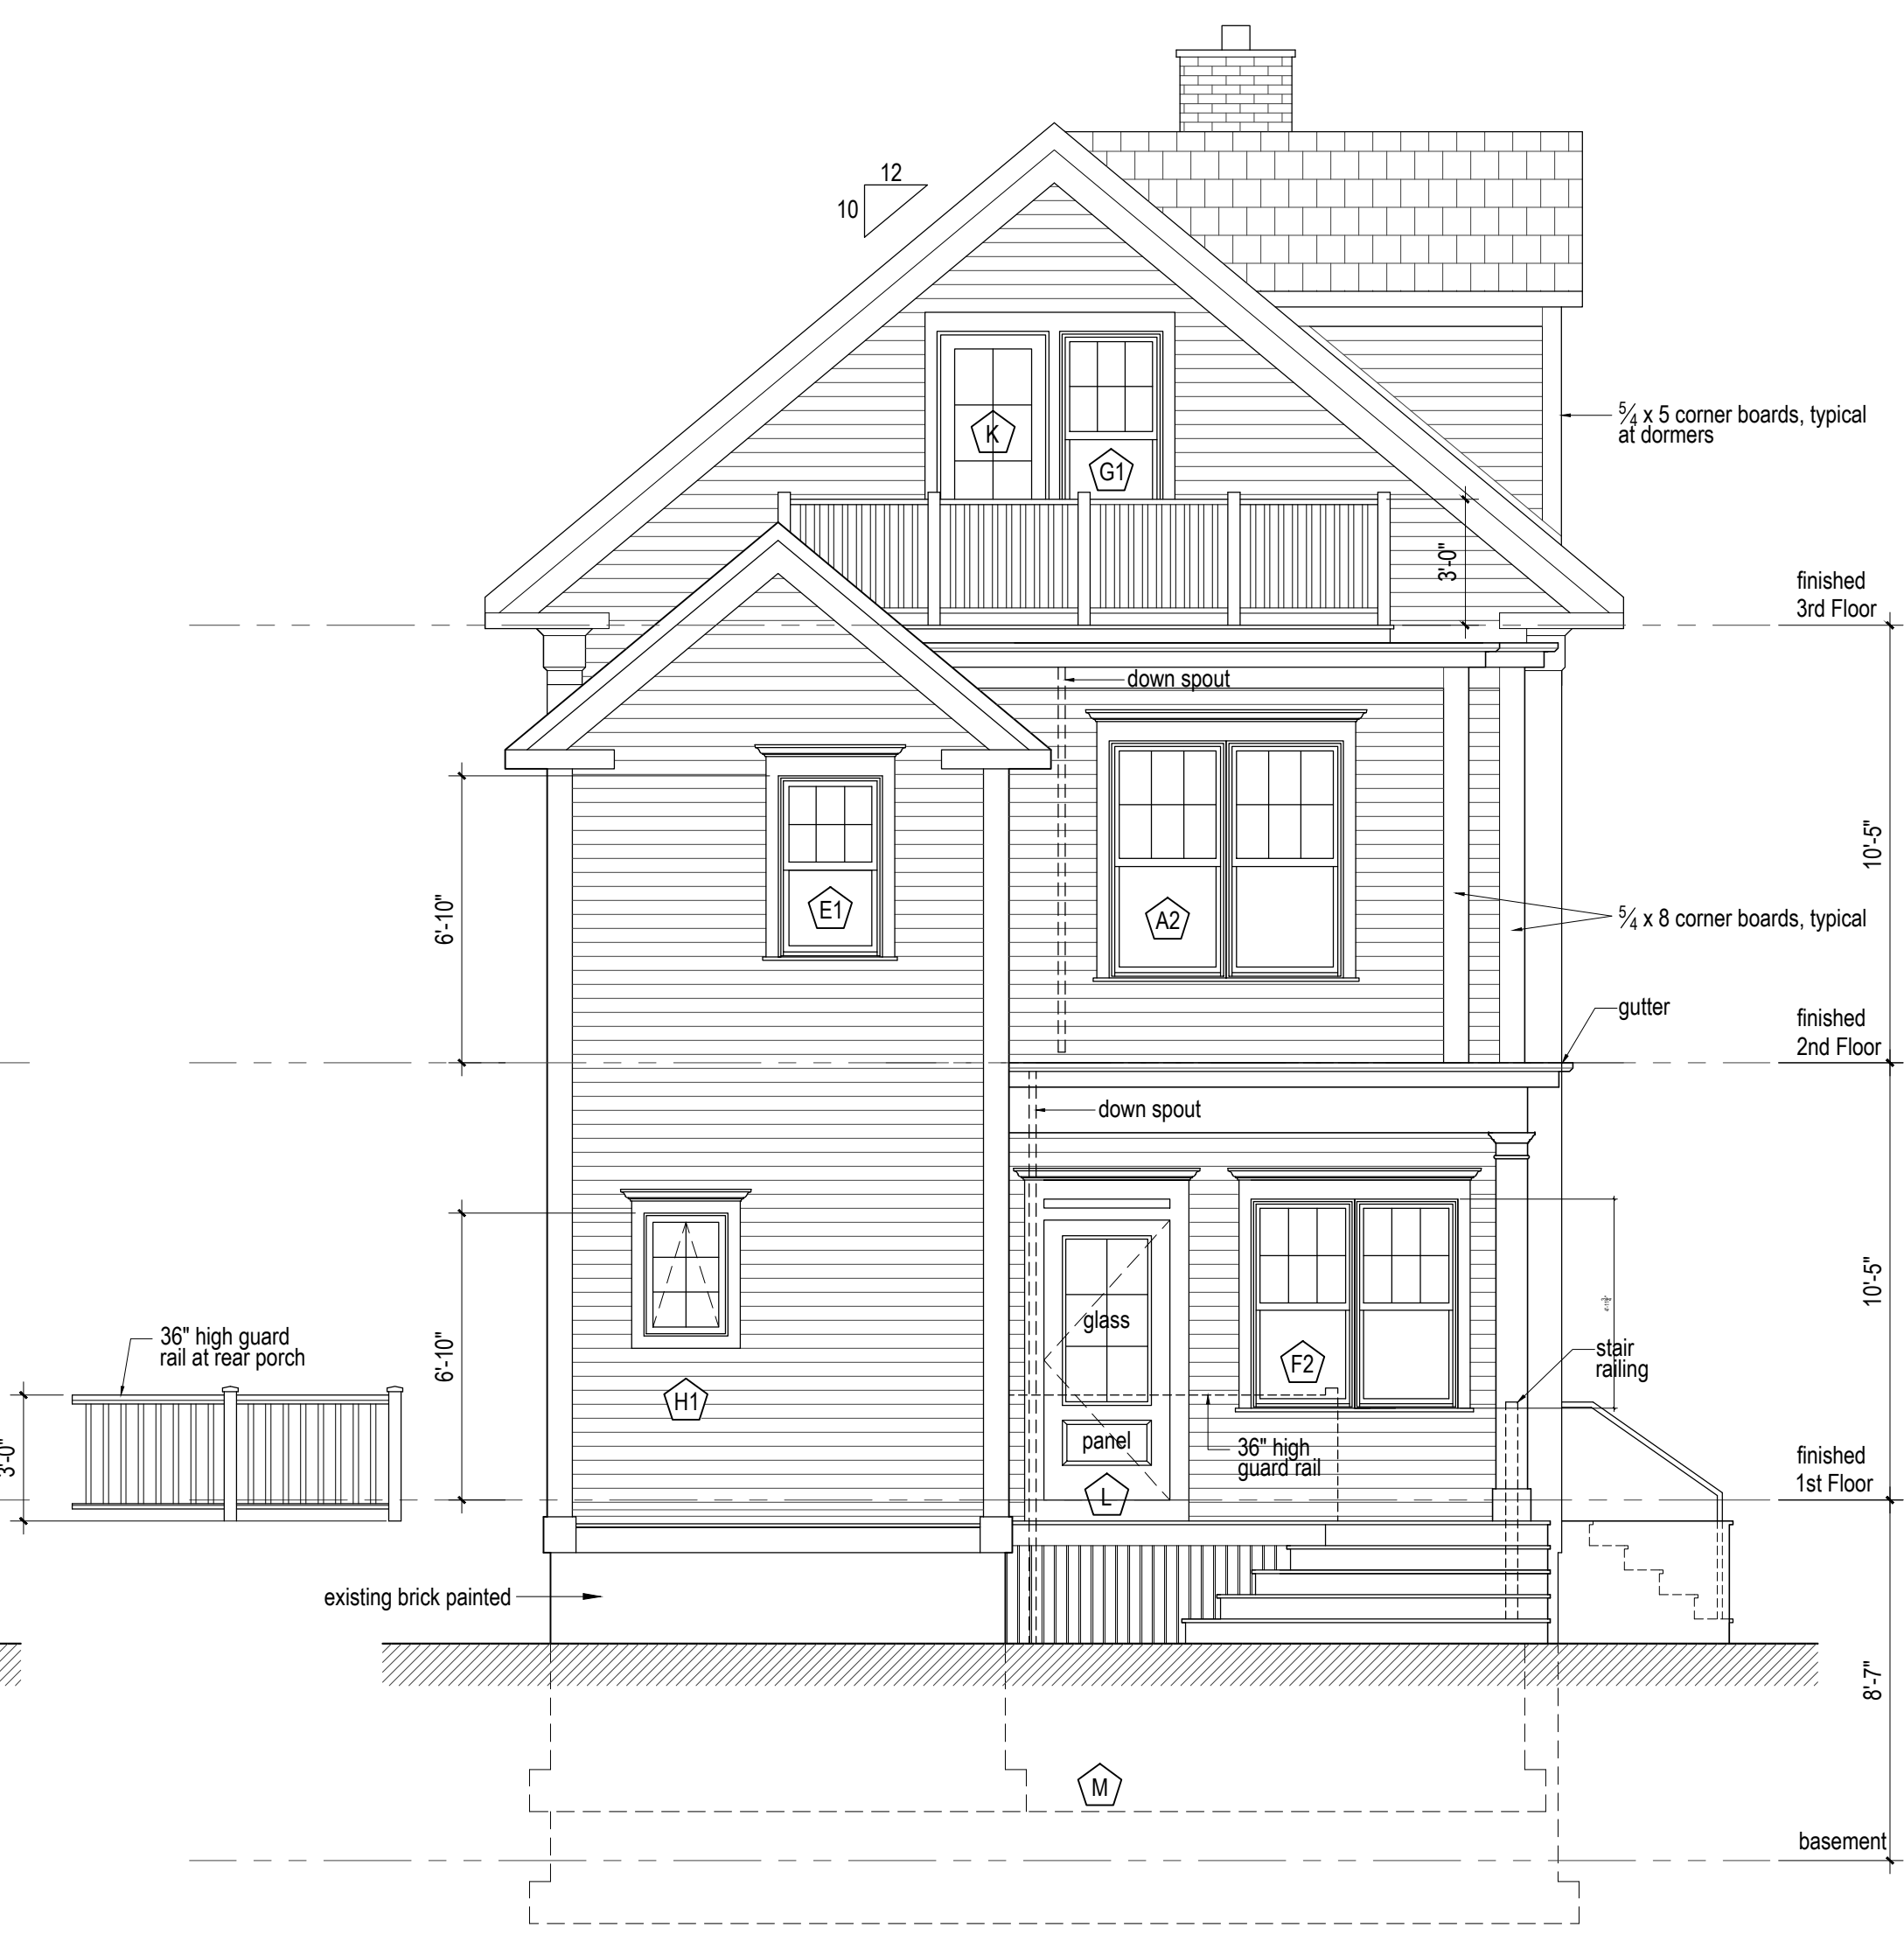 12
10
K
G1
5/4 x 5 corner boards, typical
at dormers
3'-0"
finished
3rd Floor
down spout
10'-5"
6'-10"
E1
A2
5/4 x 8 corner boards, typical
gutter
finished
2nd Floor
down spout
10'-5"
6'-10"
36" high guard
rail at rear porch
glass
F2
stair
railing
H1
3'-0"
panel
36" high
guard rail
L
finished
1st Floor
existing brick painted
8'-7"
M
basement